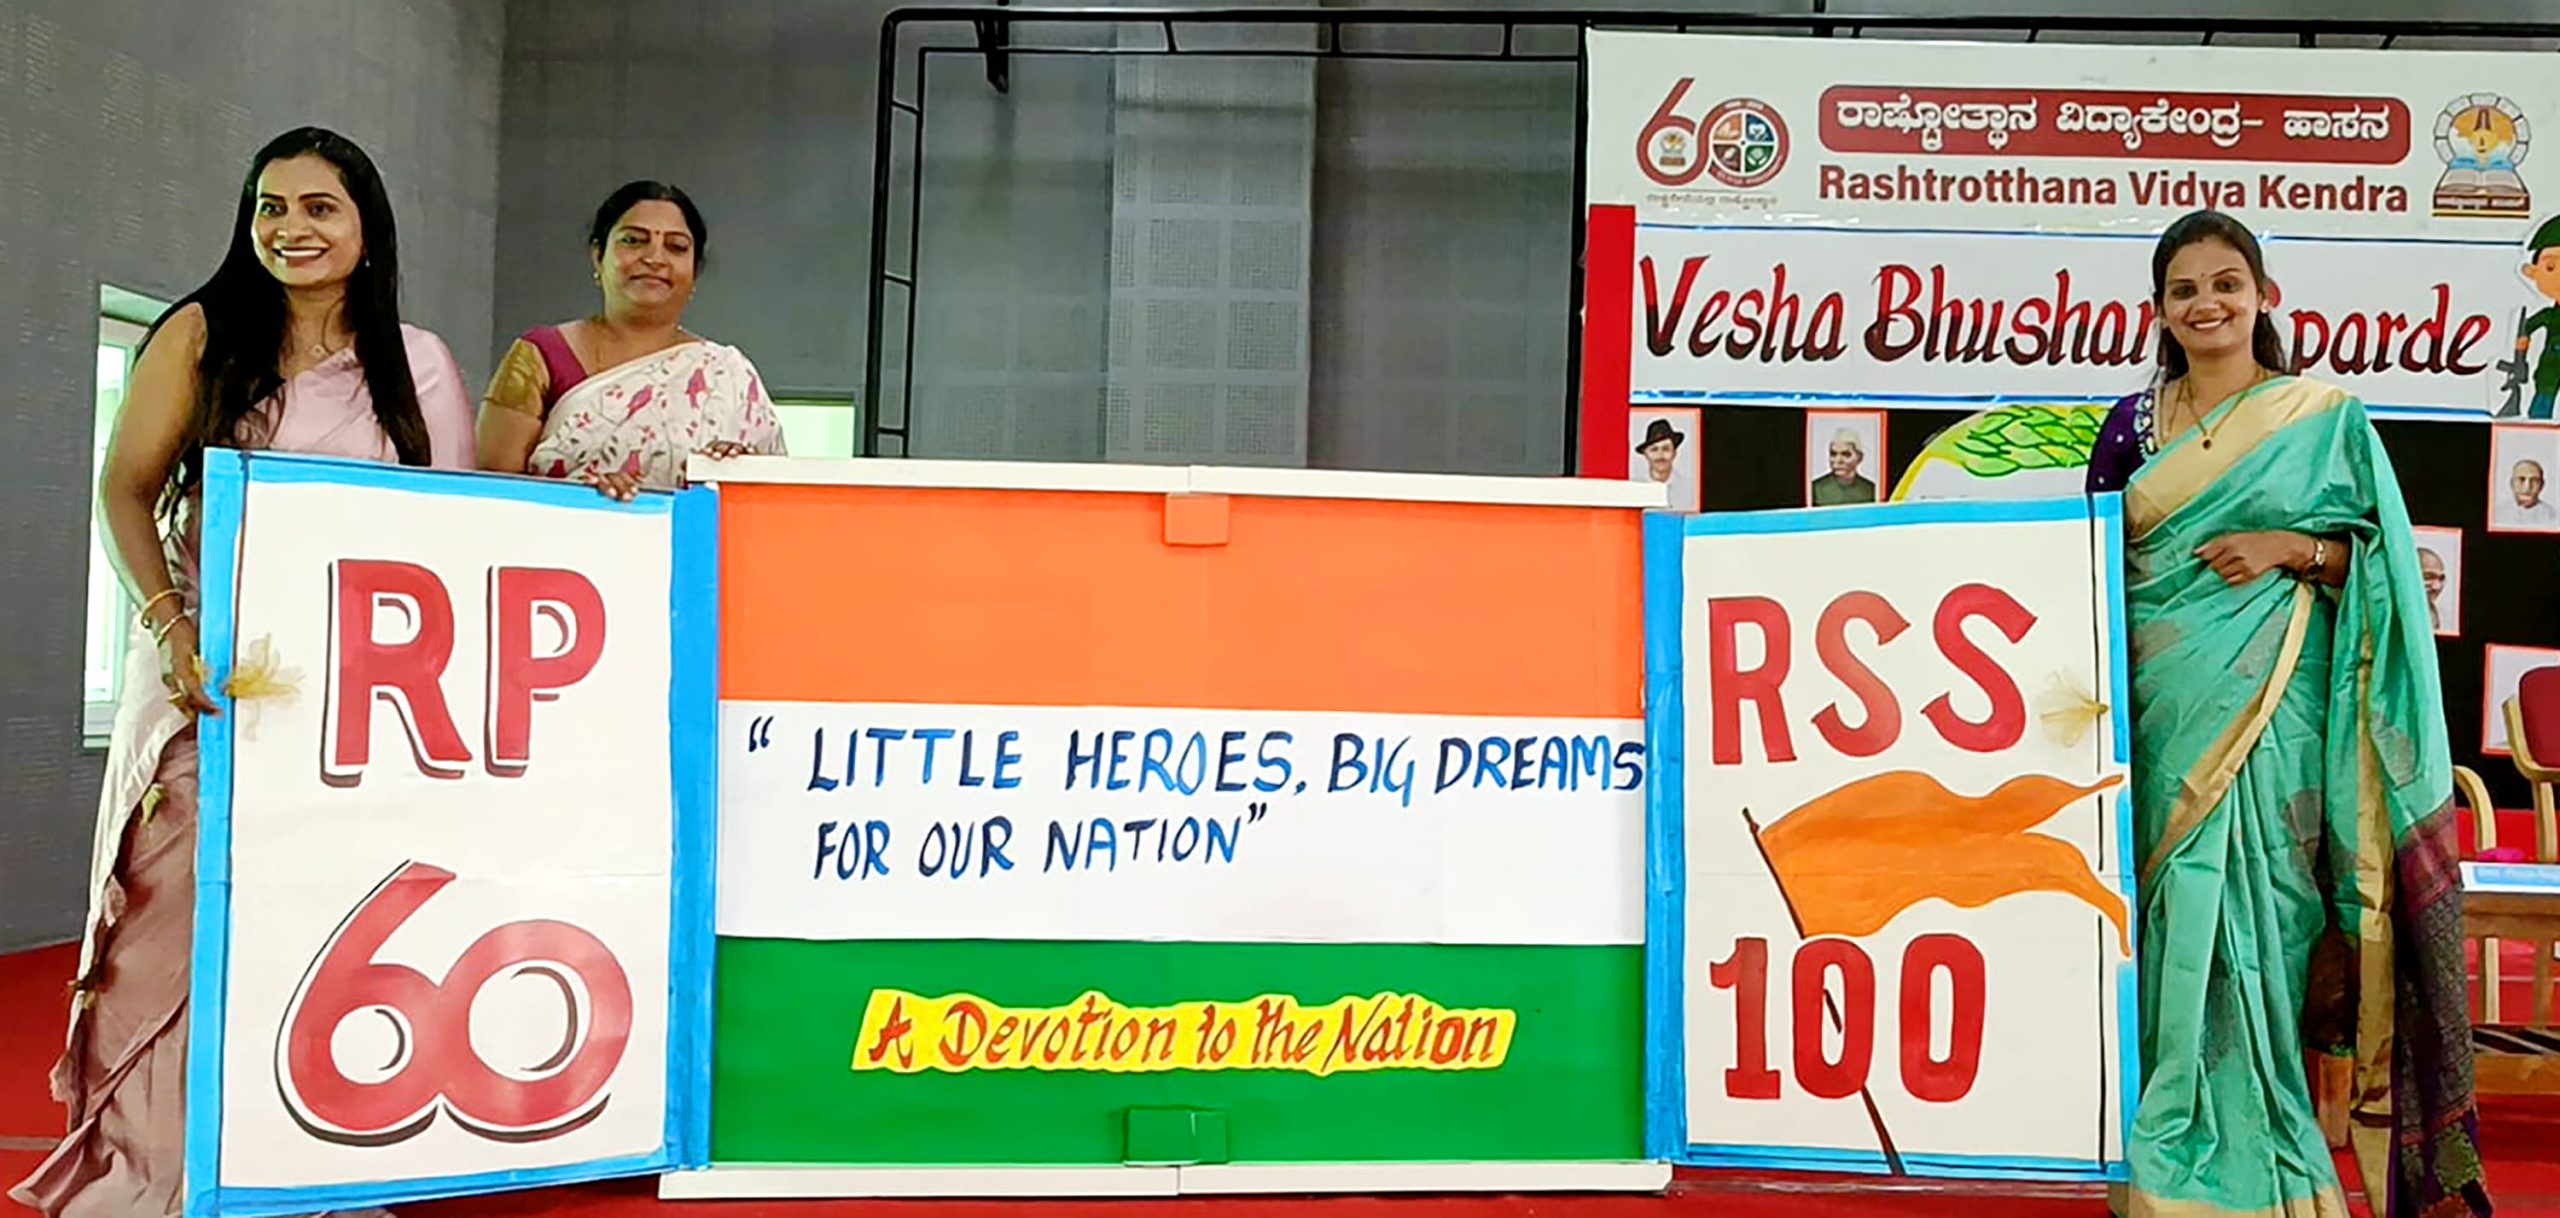 60
ರಾಷ್ಟ್ರೋತ್ಥಾನ ವಿದ್ಯಾಕೇಂದ್ರ- ಹಾಸನ
Rashtrotthana Vidya Kendra
Vesha Bhushan Sparde
RP
60
" LITTLE HEROES, BIG DREAMS
FOR OUR NATION"
A Devotion to the Nation
RSS
100